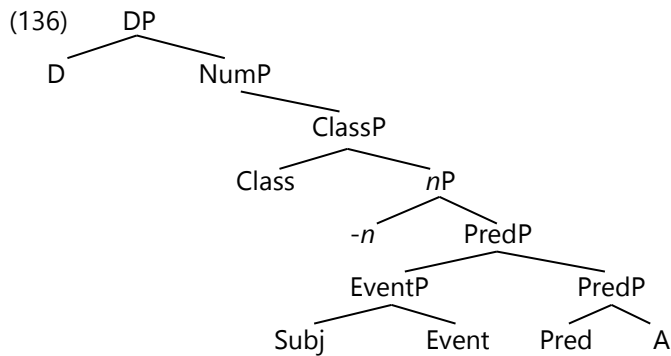 (136) DP
D NumP
ClassP
Class nP
-n PredP
EventP PredP
Subj Event Pred A